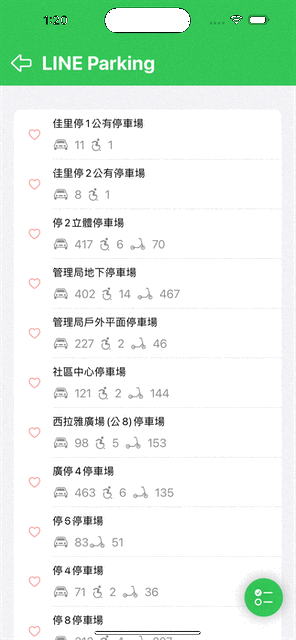 1:20
LINE Parking
佳里停1公有停車場
11 1
佳里停2公有停車場
8 1
停2立體停車場
417 6 70
管理局地下停車場
402 14 467
管理局戶外平面停車場
227 2 46
社區中心停車場
121 2 144
西拉雅廣場(公8)停車場
98 5 153
廣停4停車場
463 6 135
停6停車場
83 51
停4停車場
71 2 36
停8停車場